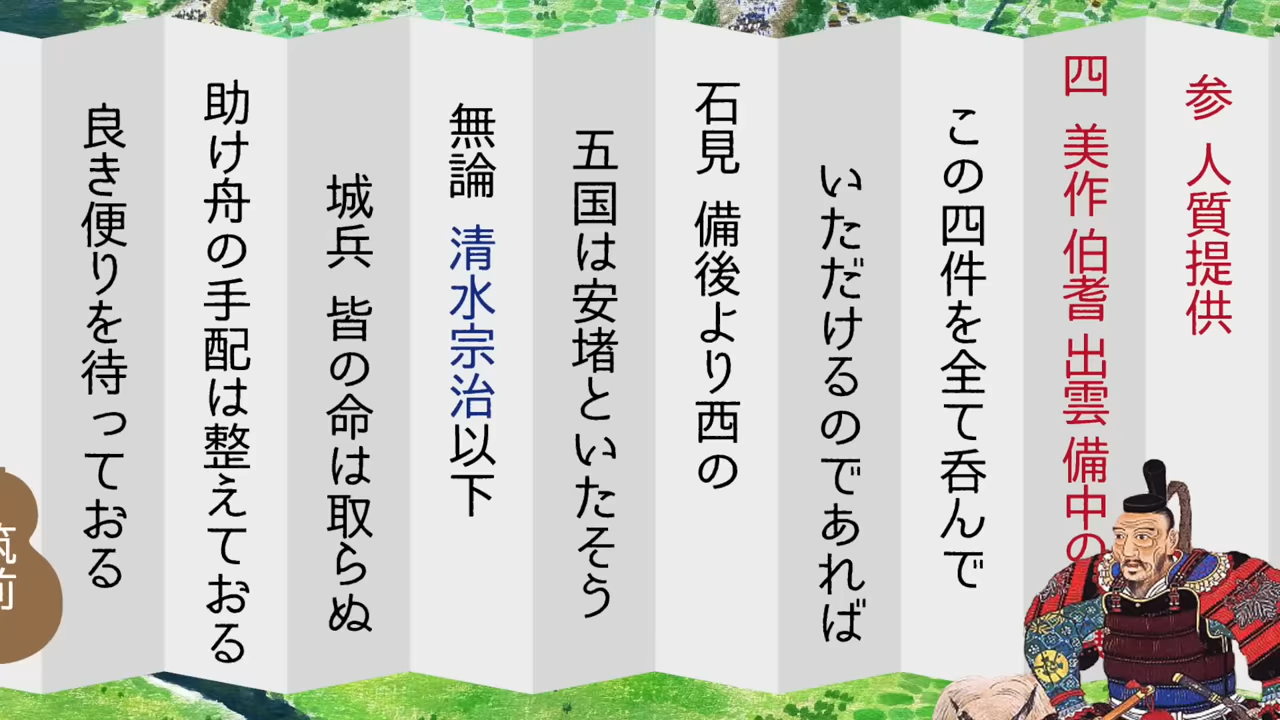 参 人質提供
四 美作 伯耆 出雲 備中の
この四件を全て呑んで
いただけるのであれば
石見 備後より西の
五国は安堵といたそう
無論 清水宗治以下
城兵 皆の命は取らぬ
助け舟の手配は整えておる
良き便りを待っておる
筑前